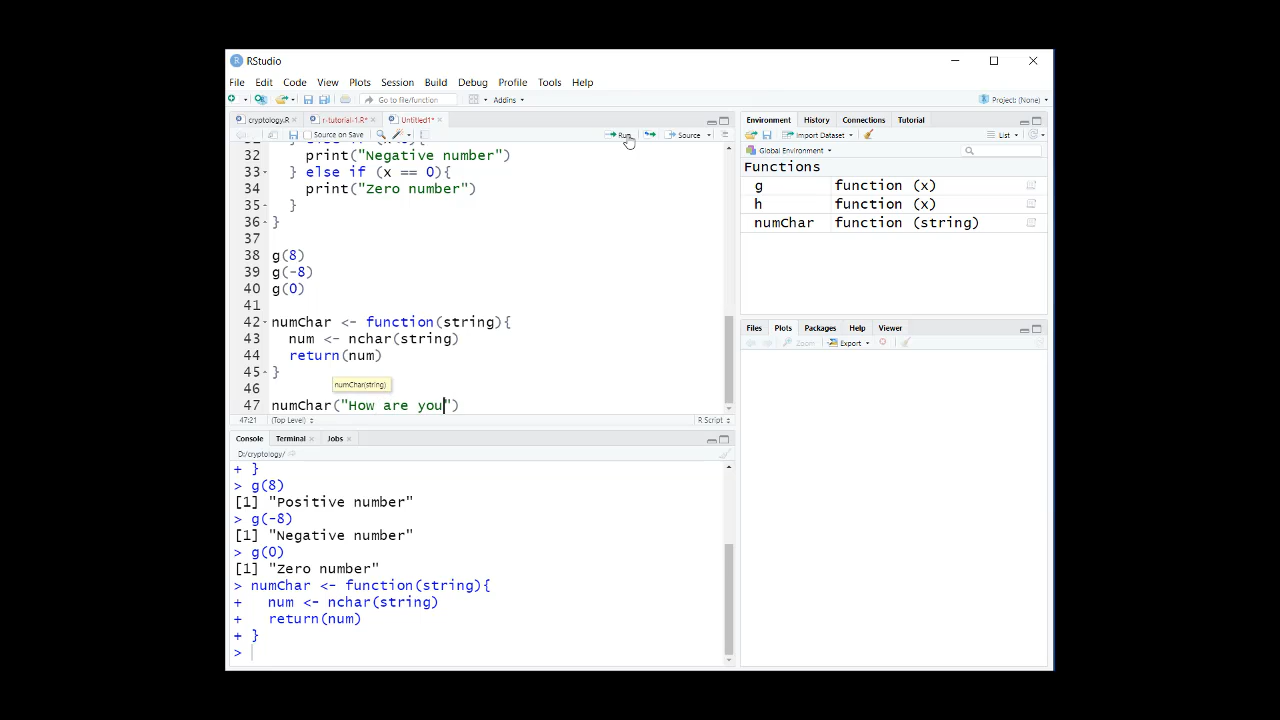 RStudio
File Edit Code View Plots Session Build Debug Profile Tools Help
Go to file/function Addins Project: (None)
cryptology.R r-tutorial-1.R* Untitled1*
Source on Save Run Source
32 print("Negative number")
33 } else if (x == 0){
34 print("Zero number")
35 }
36 }
37
38 g(8)
39 g(-8)
40 g(0)
41
42 numChar <- function(string){
43 num <- nchar(string)
44 return(num)
45 }
46 numChar(string)
47 numChar("How are you")
47:21 (Top Level) R Script
Console Terminal Jobs
D:/cryptology/
+ }
> g(8)
[1] "Positive number"
> g(-8)
[1] "Negative number"
> g(0)
[1] "Zero number"
> numChar <- function(string){
+ num <- nchar(string)
+ return(num)
+ }
>
Environment History Connections Tutorial
Import Dataset List
Global Environment
Functions
g function (x)
h function (x)
numChar function (string)
Files Plots Packages Help Viewer
Zoom Export